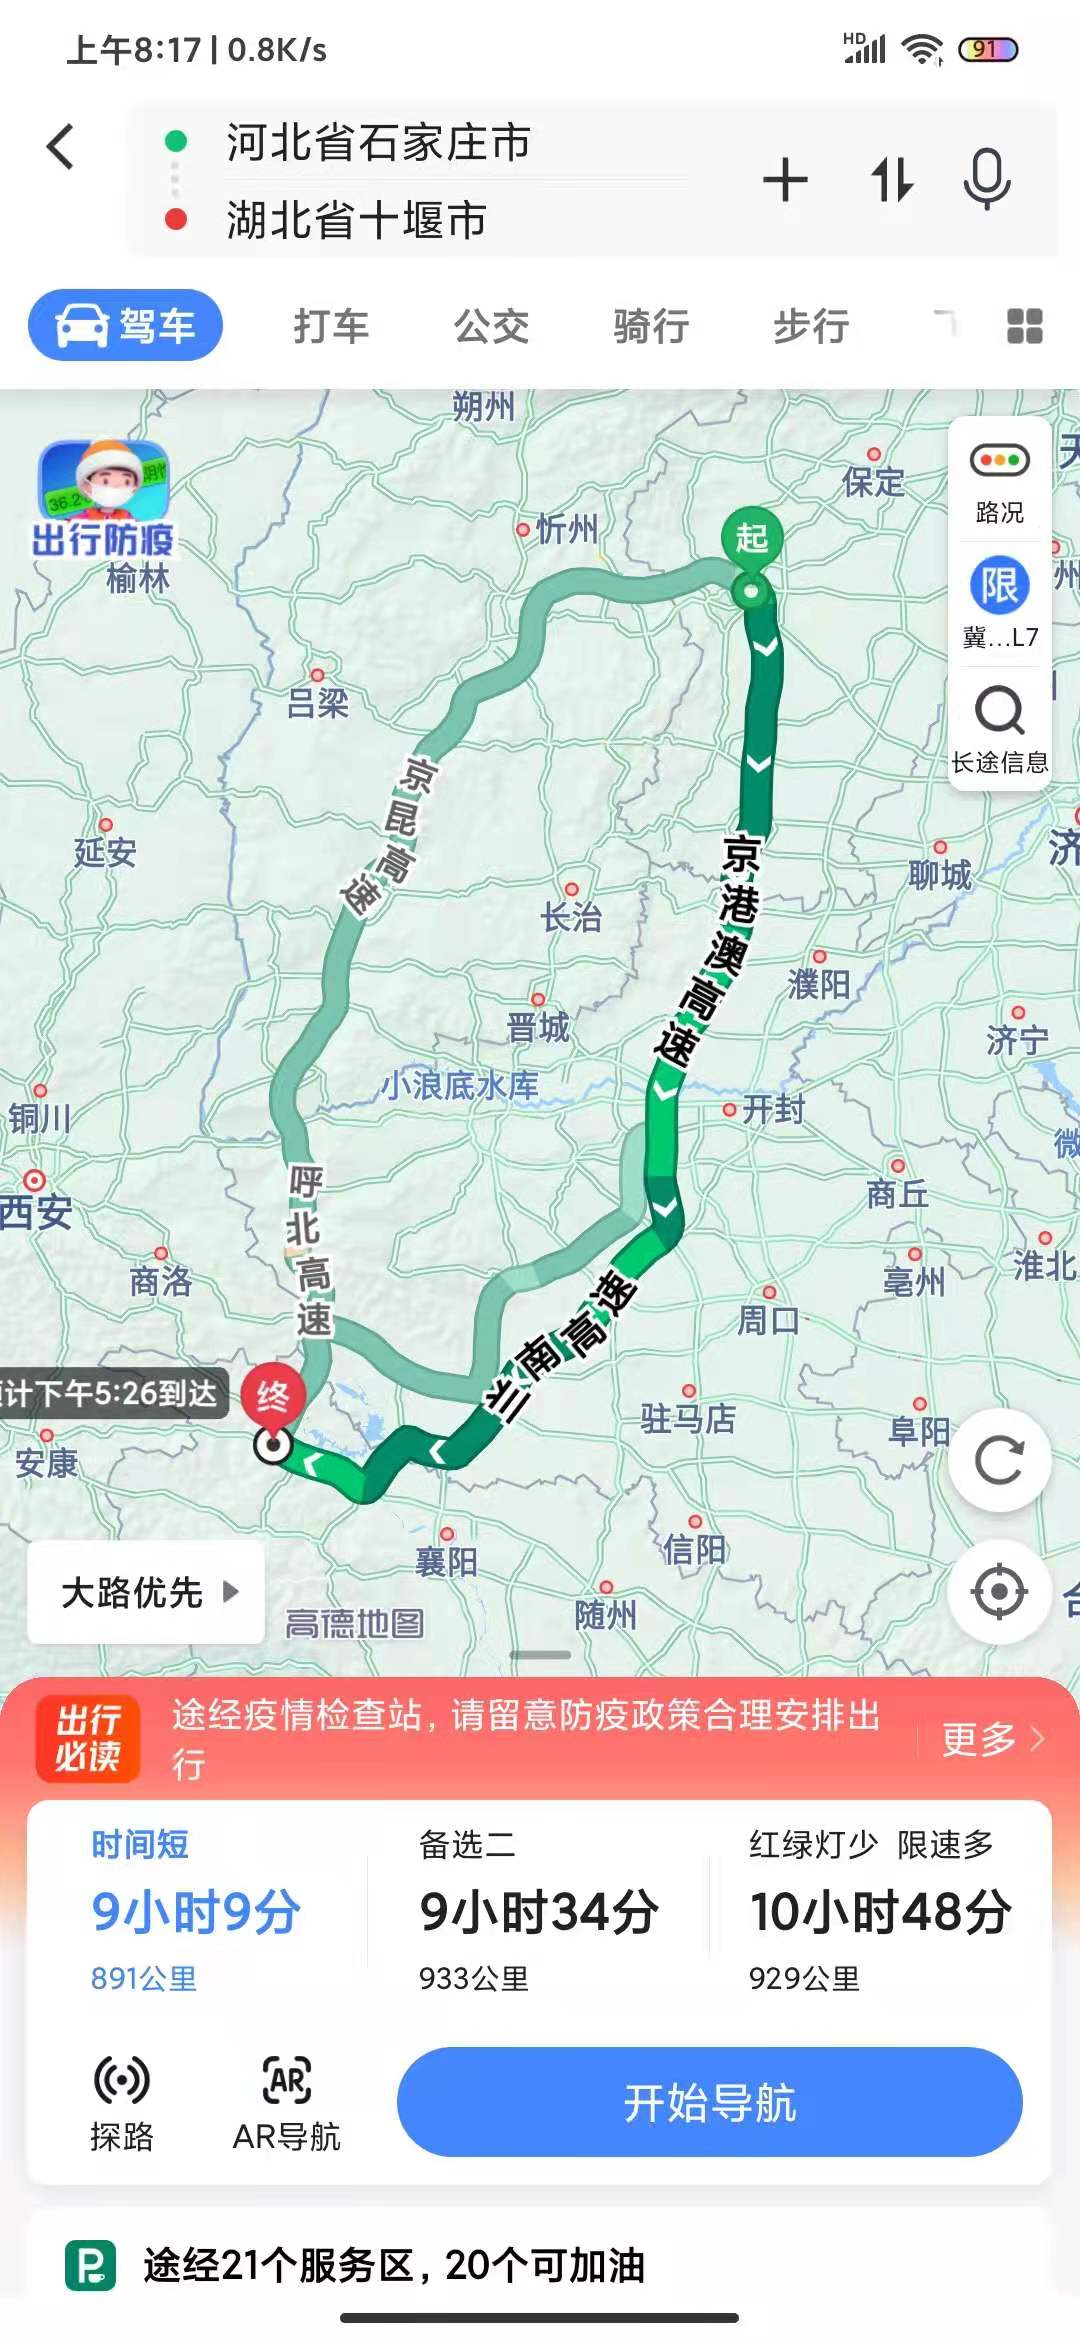 上午8:17 | 0.8K/s
HD
91
河北省石家庄市
湖北省十堰市
驾车
打车
公交
骑行
步行
朔州
保定
路况
忻州
起
出行防疫
榆林
限
冀...L7
吕梁
长途信息
京昆高速
延安
京港澳高速
聊城
长治
濮阳
晋城
济宁
小浪底水库
铜川
开封
西安
呼北高速
商丘
商洛
亳州
淮北
周口
兰南高速
计下午5:26到达
终
驻马店
阜阳
安康
襄阳
信阳
大路优先
随州
高德地图
出行必读
途经疫情检查站，请留意防疫政策合理安排出
行
更多
时间短
备选二
红绿灯少 限速多
9小时9分
9小时34分
10小时48分
891公里
933公里
929公里
探路
AR
AR导航
开始导航
P
途经21个服务区，20个可加油